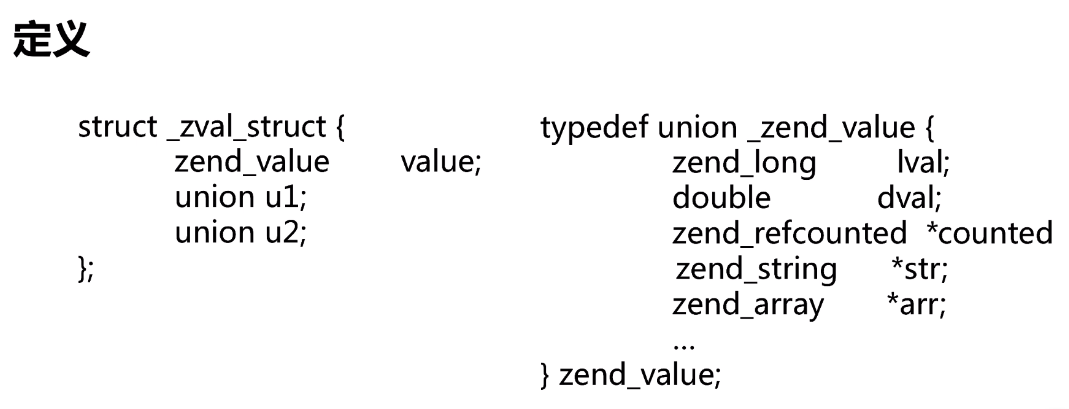 定义
struct _zval_struct {
zend_value value;
union u1;
union u2;
};
typedef union _zend_value {
zend_long lval;
double dval;
zend_refcounted *counted
zend_string *str;
zend_array *arr;
...
} zend_value;